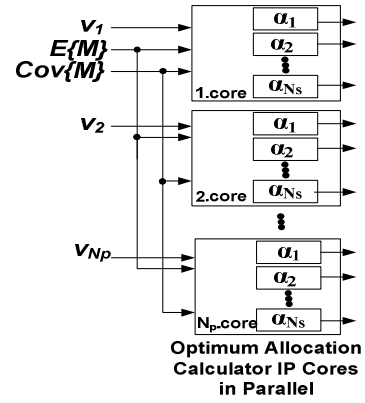 v1
α1
E{M}
α2
Cov{M}
αNs
1.core
v2
α1
α2
αNs
2.core
vNp
α1
α2
αNs
Np-core
Optimum Allocation
Calculator IP Cores
in Parallel